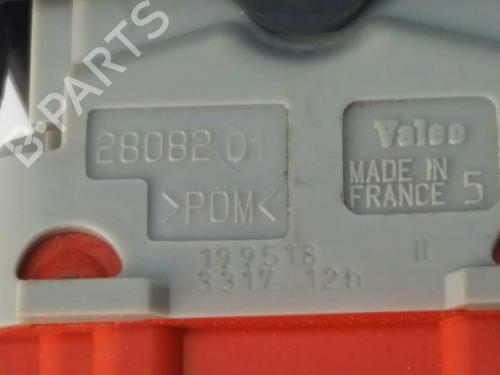 B-PARTS
28082 01
>POM<
Valeo
MADE IN
FRANCE 5
199518
3317 12h